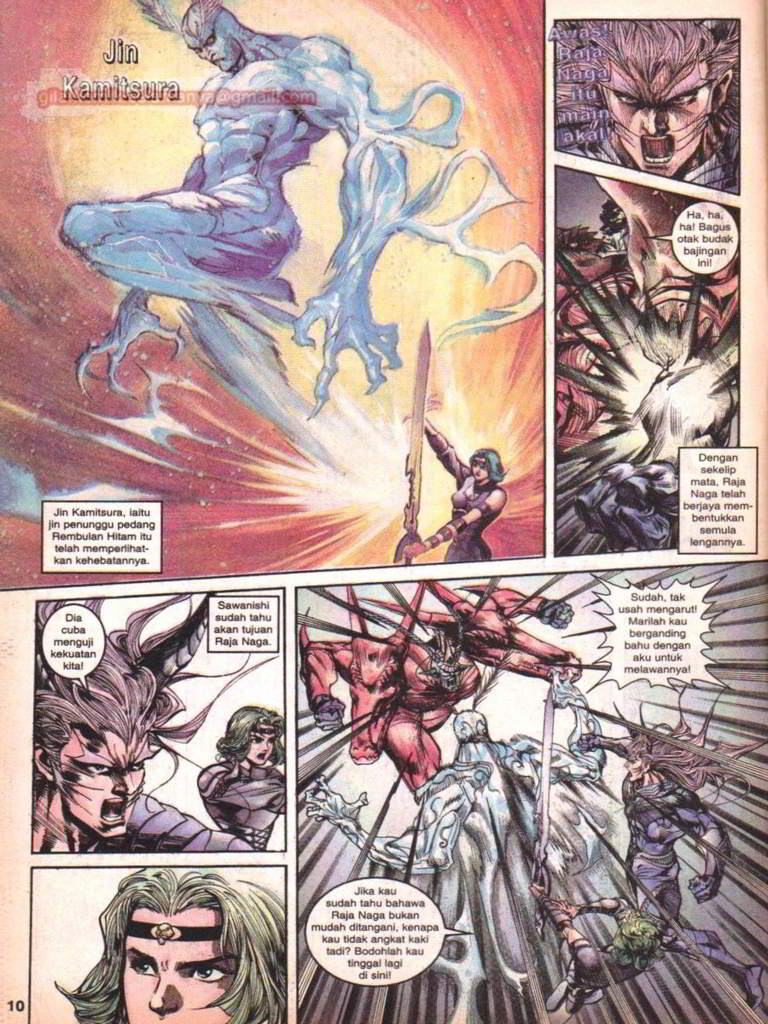 Jin
Kamitsura
Jin Kamitsura, iaitu
jin penunggu pedang
Rembulan Hitam itu
telah memperlihat-
kan kehebatannya.
Awas!
Raja
Naga
itu
main
akal!
Ha, ha,
ha! Bagus
otak budak
bajingan
ini!
Dengan
sekelip
mata, Raja
Naga telah
berjaya mem-
bentukkan
semula
lengannya.
Dia
cuba
menguji
kekuatan
kita!
Sawanishi
sudah tahu
akan tujuan
Raja Naga.
Sudah, tak
usah mengarut!
Marilah kau
berganding
bahu dengan
aku untuk
melawannya!
Jika kau
sudah tahu bahawa
Raja Naga bukan
mudah ditangani, kenapa
kau tidak angkat kaki
tadi? Bodohlah kau
tinggal lagi
di sini!
10